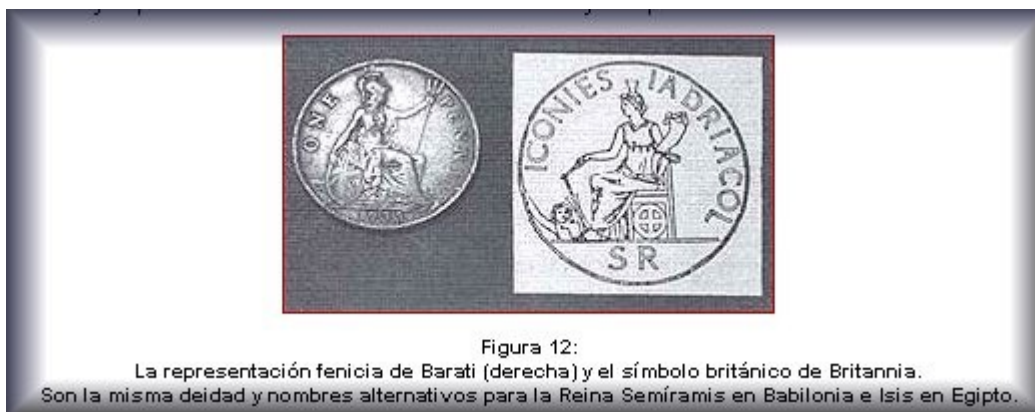 ONE PENNY
ICONIES IADRIACOL
SR
Figura 12:
La representación fenicia de Barati (derecha) y el símbolo británico de Britannia.
Son la misma deidad y nombres alternativos para la Reina Semíramis en Babilonia e Isis en Egipto.